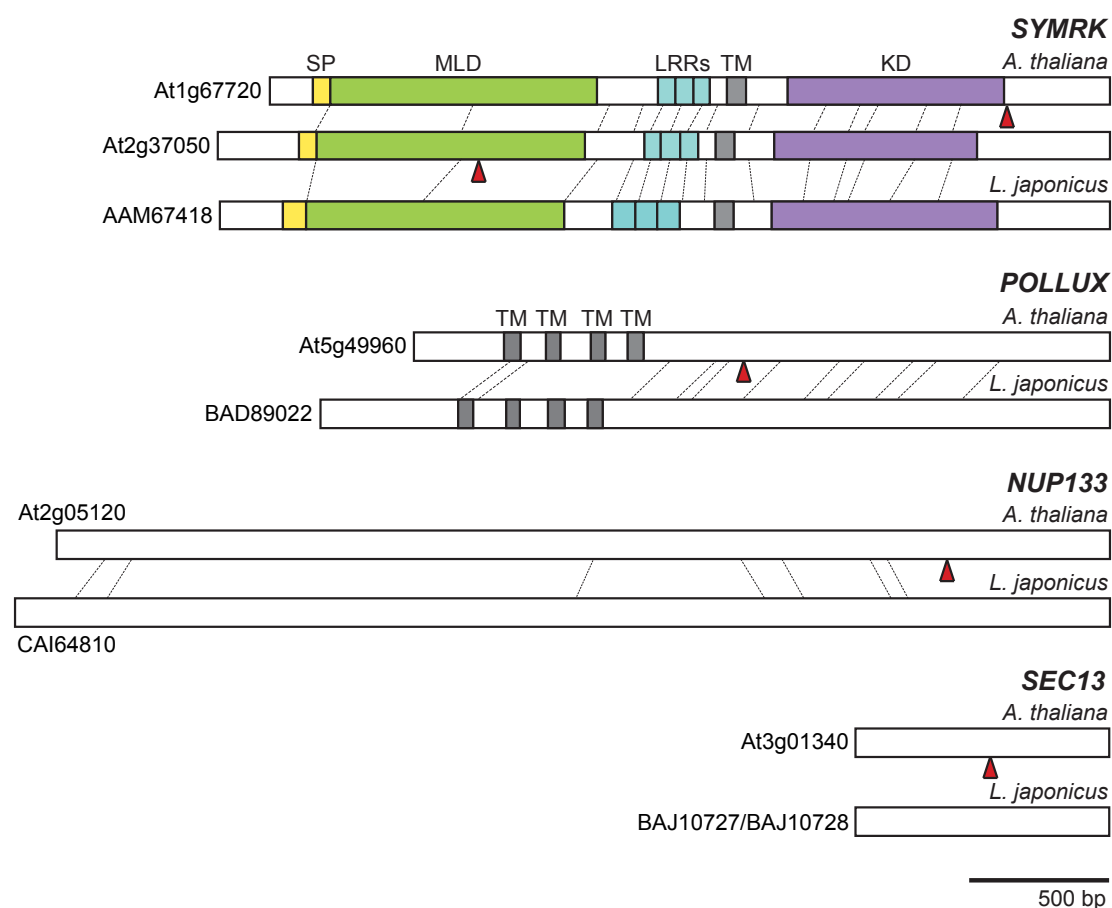 SYMRK
A. thaliana
SP MLD LRRs TM KD
At1g67720
At2g37050
L. japonicus
AAM67418
POLLUX
A. thaliana
TM TM TM TM
At5g49960
L. japonicus
BAD89022
NUP133
At2g05120
A. thaliana
L. japonicus
CAI64810
SEC13
A. thaliana
At3g01340
L. japonicus
BAJ10727/BAJ10728
500 bp